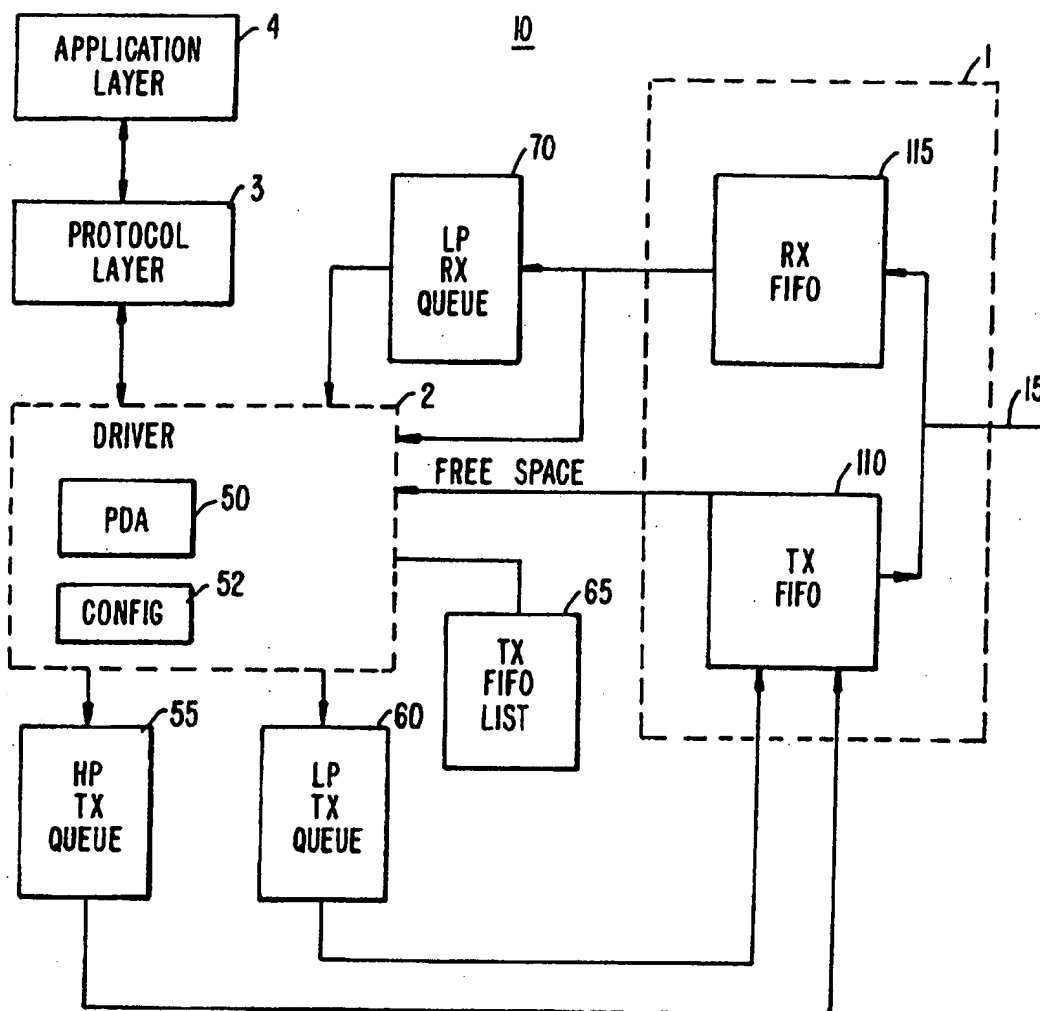 10
4
APPLICATION
LAYER
1
3
PROTOCOL
LAYER
70
LP
RX
QUEUE
115
RX
FIFO
15
2
DRIVER
FREE SPACE
110
TX
FIFO
PDA
50
CONFIG
52
65
TX
FIFO
LIST
55
HP
TX
QUEUE
60
LP
TX
QUEUE